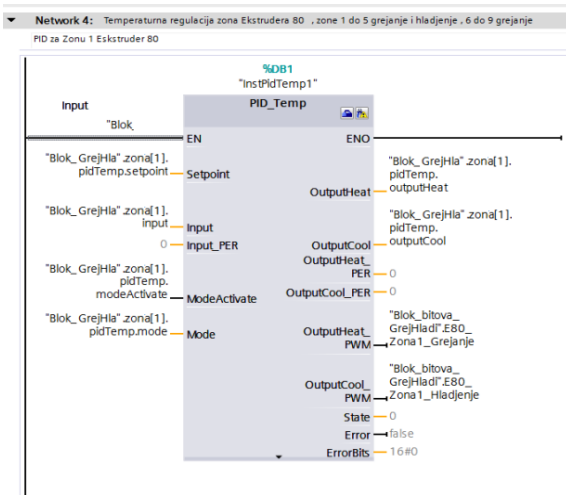 Network 4: Temperaturna regulacija zona Ekstrudera 80 , zone 1 do 5 grejanje i hladjenje , 6 do 9 grejanje
PID za Zonu 1 Eskstruder 80
%DB1
"InstPidTemp1"
PID_Temp
Input
"Blok_
EN
ENO
"Blok_GrejHla".zona[1].
pidTemp.setpoint
Setpoint
OutputHeat
"Blok_GrejHla".zona[1].
pidTemp.
outputHeat
"Blok_GrejHla".zona[1].
input
Input
0
Input_PER
OutputCool
"Blok_GrejHla".zona[1].
pidTemp.
outputCool
OutputHeat_
PER
0
"Blok_GrejHla".zona[1].
pidTemp.
modeActivate
ModeActivate
OutputCool_PER
0
"Blok_GrejHla".zona[1].
pidTemp.mode
Mode
OutputHeat_
PWM
"Blok_bitova_
GrejHladi".E80_
Zona1_Grejanje
OutputCool_
PWM
"Blok_bitova_
GrejHladi".E80_
Zona1_Hladjenje
State
0
Error
false
ErrorBits
16#0